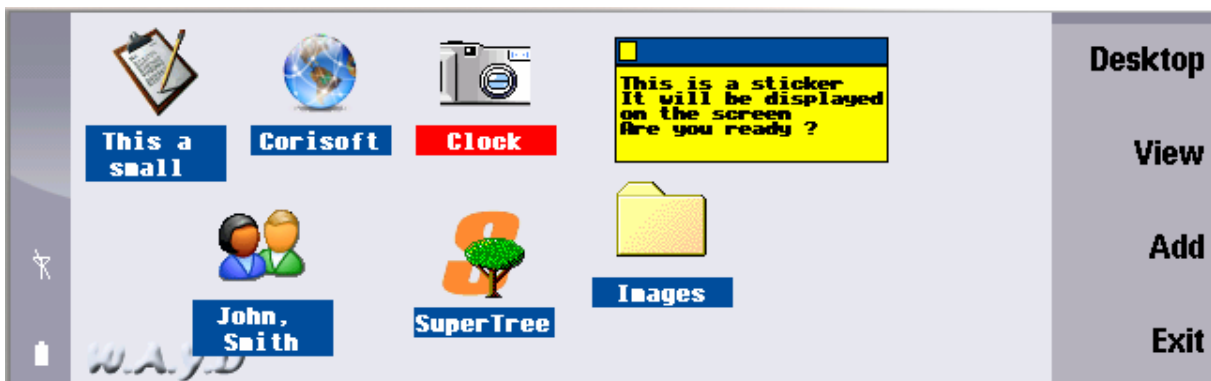 Desktop
This is a sticker
It will be displayed
on the screen
Are you ready ?
This a
small
Corisoft
Clock
View
Add
Images
John,
Smith
SuperTree
Exit
W.A.Y.D